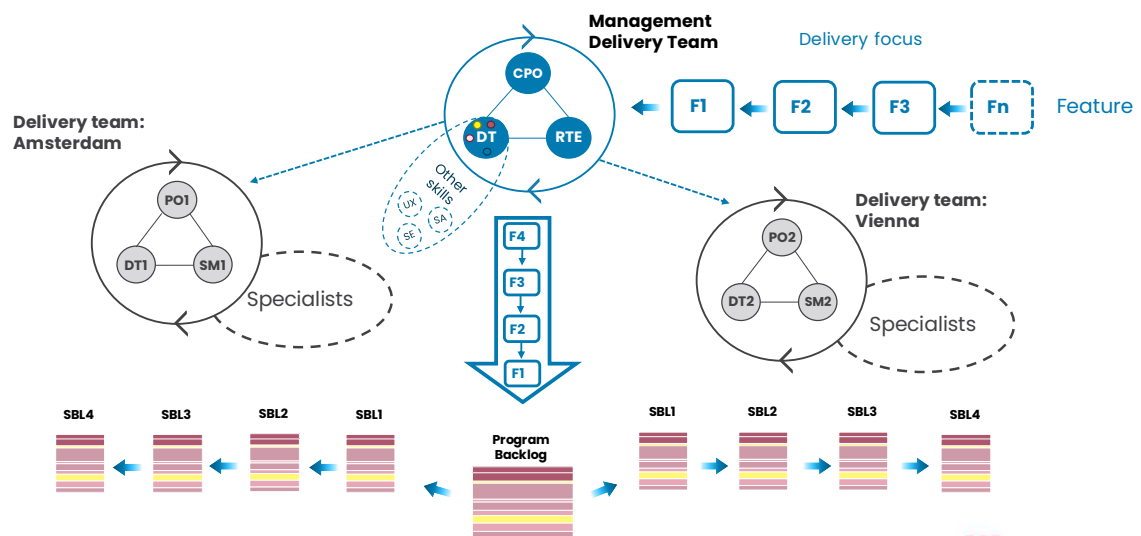 Management
Delivery Team
Delivery focus
CPO
DT
RTE
F1
F2
F3
Fn
Feature
Delivery team:
Amsterdam
PO1
DT1
SM1
Specialists
Other
skills
UX
SA
SE
Delivery team:
Vienna
PO2
DT2
SM2
Specialists
F4
F3
F2
F1
SBL4
SBL3
SBL2
SBL1
Program
Backlog
SBL1
SBL2
SBL3
SBL4